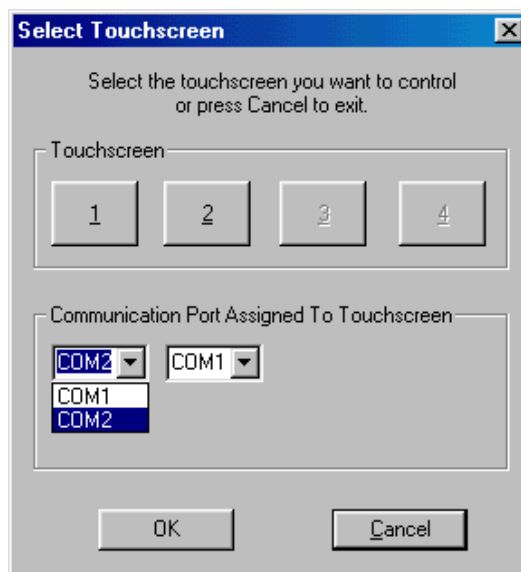 Select Touchscreen
Select the touchscreen you want to control
or press Cancel to exit.
Touchscreen
1 2 3 4
Communication Port Assigned To Touchscreen
COM2 COM1
COM1
COM2
OK Cancel